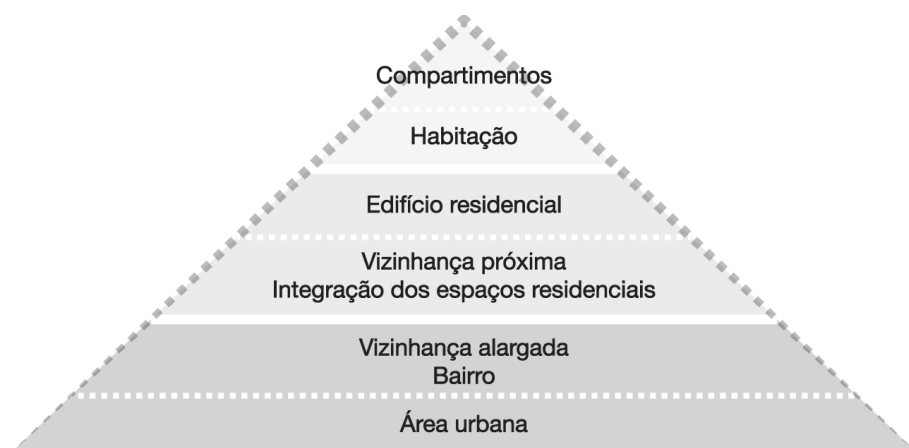 Compartimentos
Habitação
Edifício residencial
Vizinhança próxima
Integração dos espaços residenciais
Vizinhança alargada
Bairro
Área urbana